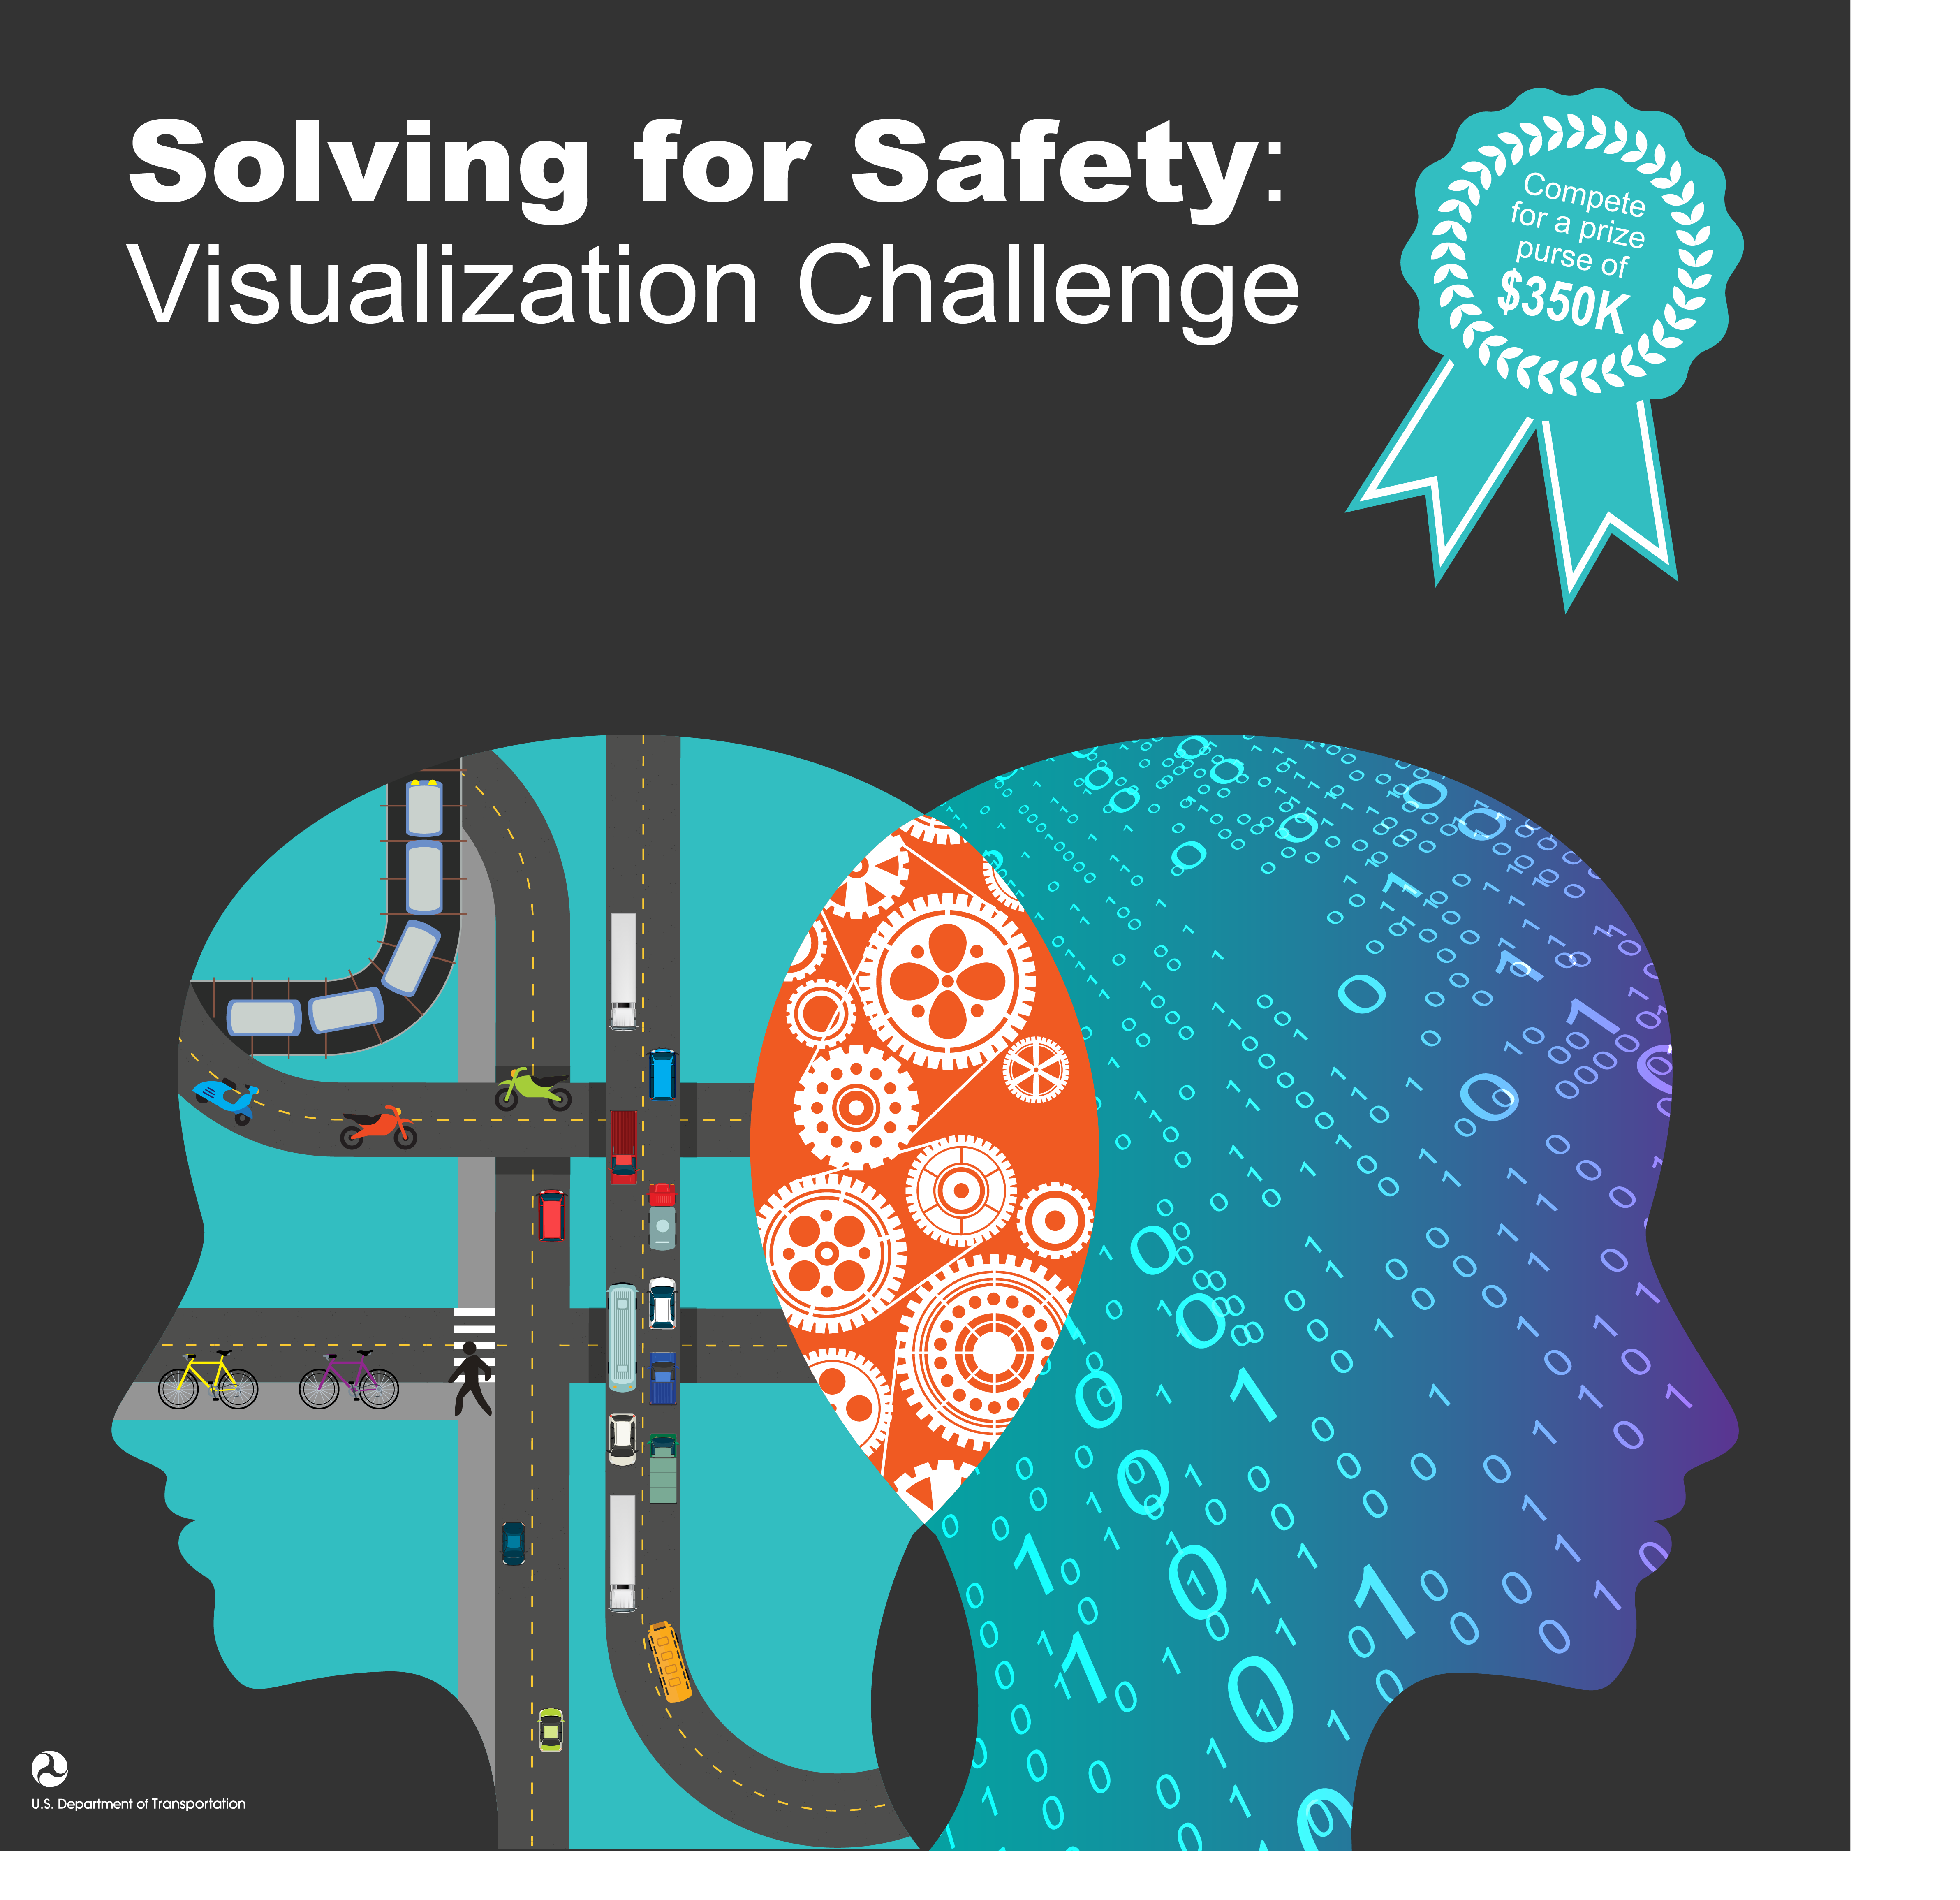 Solving for Safety:
Visualization Challenge
Compete
for a prize
purse of
$350k
U.S. Department of Transportation